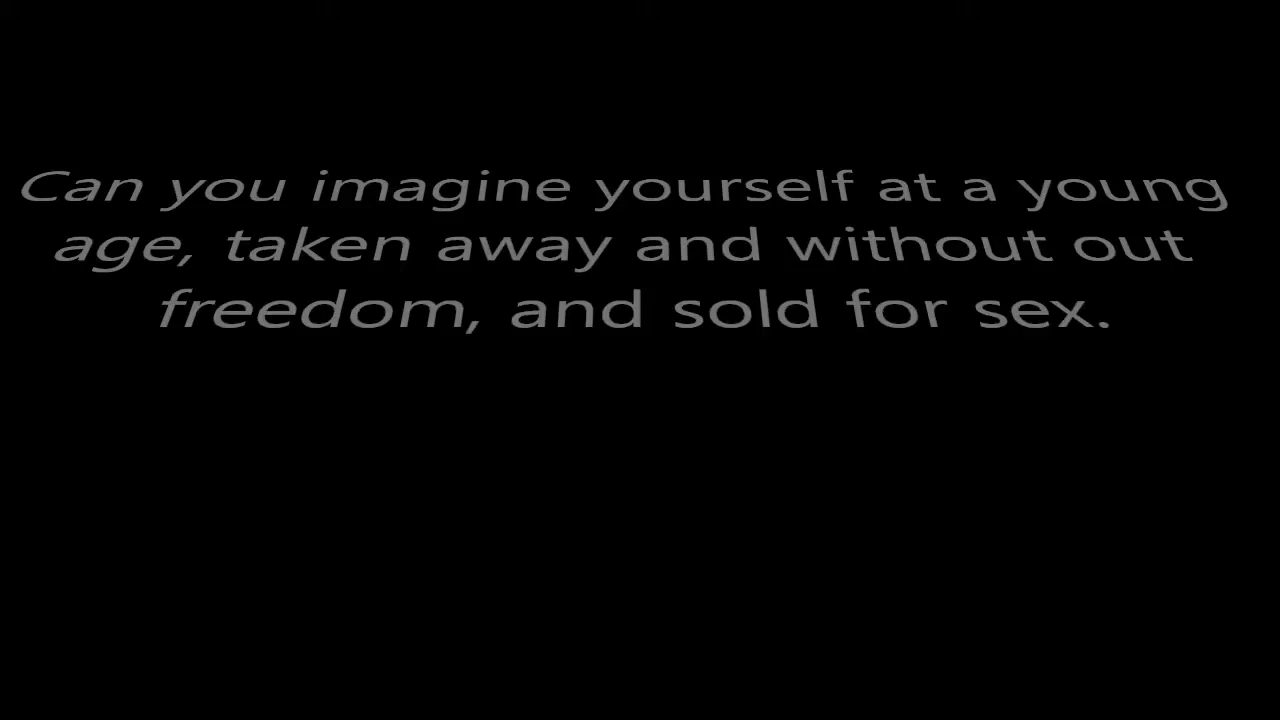 Can you imagine yourself at a young
age, taken away and without out
freedom, and sold for sex.